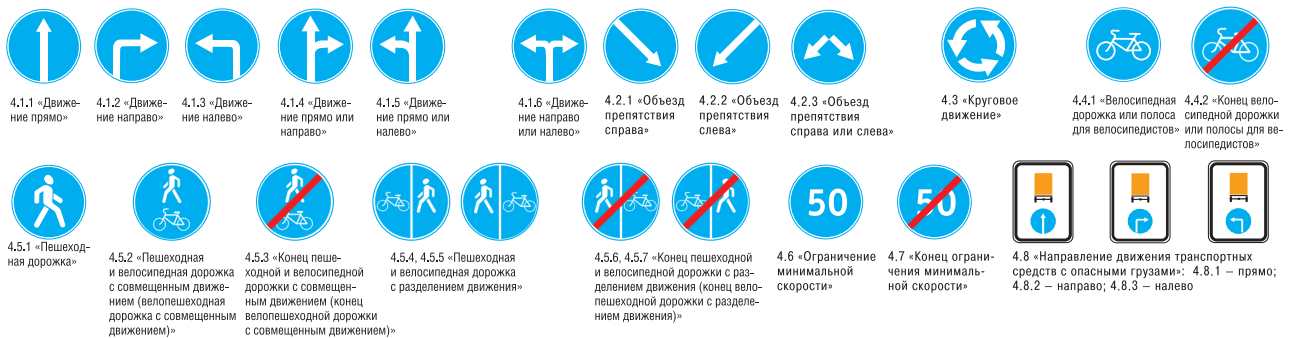 4.1.1 «Движе-
ние прямо»
4.1.2 «Движе-
ние направо»
4.1.3 «Движе-
ние налево»
4.1.4 «Движе-
ние прямо или
направо»
4.1.5 «Движе-
ние прямо или
налево»
4.1.6 «Движе-
ние направо
или налево»
4.2.1 «Объезд
препятствия
справа»
4.2.2 «Объезд
препятствия
слева»
4.2.3 «Объезд
препятствия
справа или слева»
4.3 «Круговое
движение»
4.4.1 «Велосипедная
дорожка или полоса
для велосипедистов»
4.4.2 «Конец вело-
сипедной дорожки
или полосы для ве-
лосипедистов»
4.5.1 «Пешеход-
ная дорожка»
4.5.2 «Пешеходная
и велосипедная дорожка
с совмещенным движе-
нием (велопешеходная
дорожка с совмещенным
движением)»
4.5.3 «Конец пеше-
ходной и велосипедной
дорожки с совмещен-
ным движением (конец
велопешеходной дорожки
с совмещенным движением)»
4.5.4, 4.5.5 «Пешеходная
и велосипедная дорожка
с разделением движения»
4.5.6, 4.5.7 «Конец пешеходной
и велосипедной дорожки с раз-
делением движения (конец вело-
пешеходной дорожки с разделе-
нием движения)»
50
4.6 «Ограничение
минимальной
скорости»
50
4.7 «Конец ограни-
чения минималь-
ной скорости»
4.8 «Направление движения транспортных
средств с опасными грузами»: 4.8.1 – прямо;
4.8.2 – направо; 4.8.3 – налево